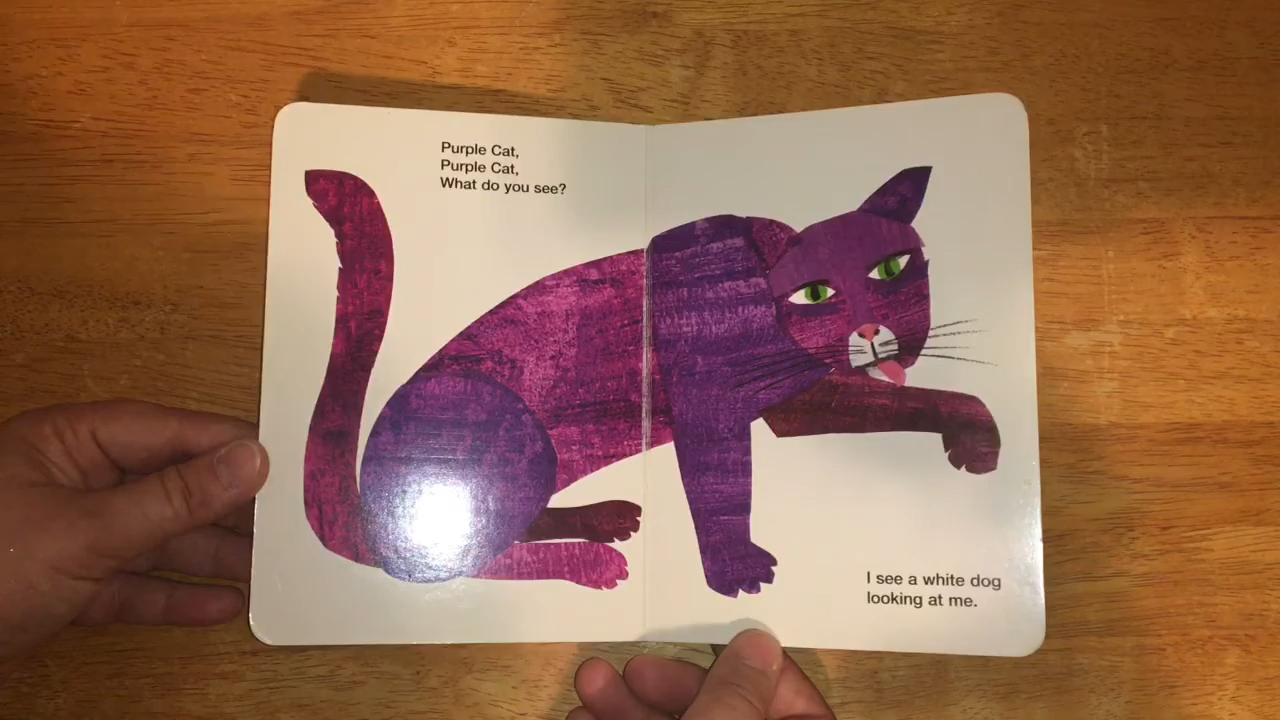 Purple Cat,
Purple Cat,
What do you see?
I see a white dog
looking at me.